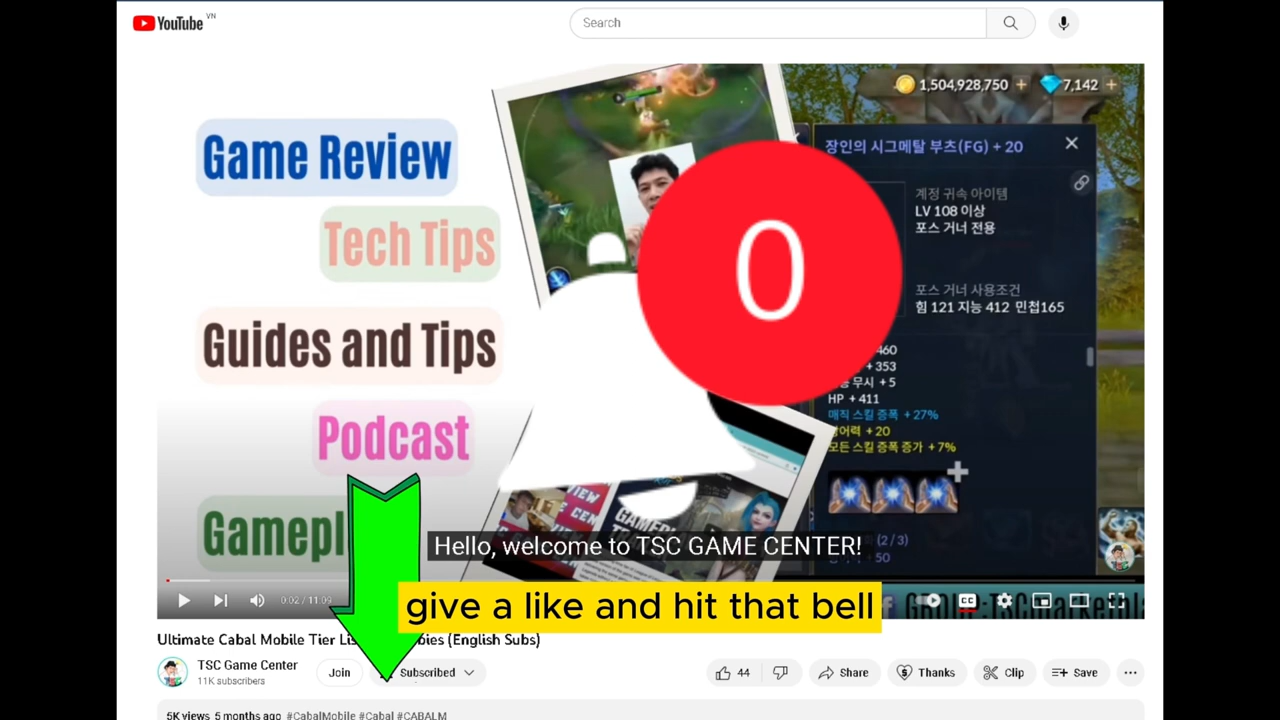 YouTube VN
Search
1,504,928,750
7,142
Game Review
장인의 시그메탈 부츠(FG) + 20
계정 귀속 아이템
LV 108 이상
포스 거너 전용
Tech Tips
0
포스 거너 사용조건
힘 121 지능 412 민첩165
Guides and Tips
460
+ 353
무시 + 5
HP + 411
매직 스킬 증폭 + 27%
+ 20
모든 스킬 증폭 증가 + 7%
Podcast
Gamepl
(2/3)
+ 50
Hello, welcome to TSC GAME CENTER!
give a like and hit that bell
0:02 / 11:09
CC
Ultimate Cabal Mobile Tier Lis bies (English Subs)
TSC Game Center
11K subscribers
Join
Subscribed
44
Share
Thanks
Clip
Save
5K views 5 months ago #CabalMobile #Cabal #CABALM